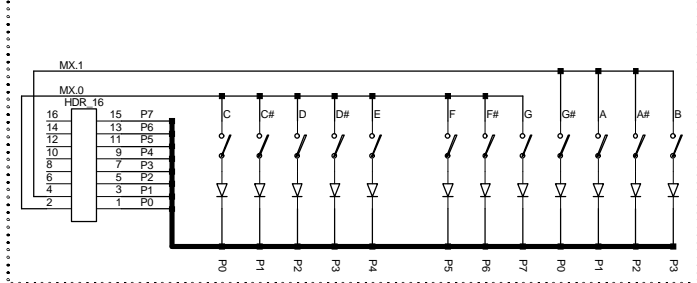 MX.1
MX.0
HDR_16
16 15 P7
14 13 P6
12 11 P5
10 9 P4
8 7 P3
6 5 P2
4 3 P1
2 1 P0
C C# D D# E F F# G G# A A# B
P0 P1 P2 P3 P4 P5 P6 P7 P0 P1 P2 P3